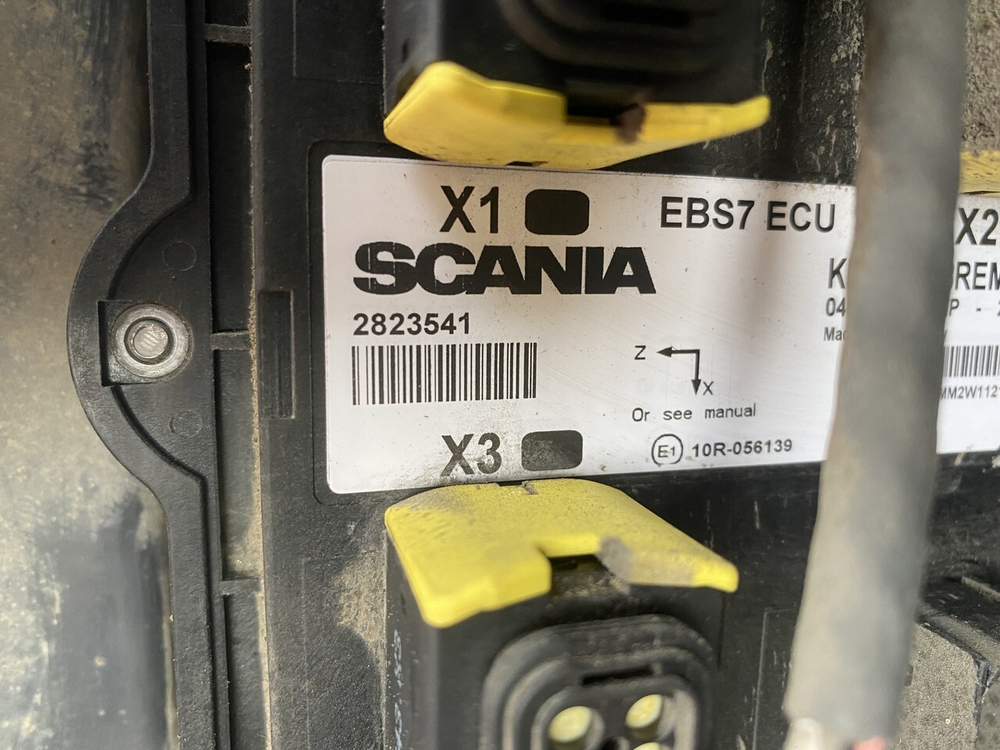 X1
EBS7 ECU
X2
SCANIA
2823541
Z
X
Or see manual
X3
E1 10R-056139